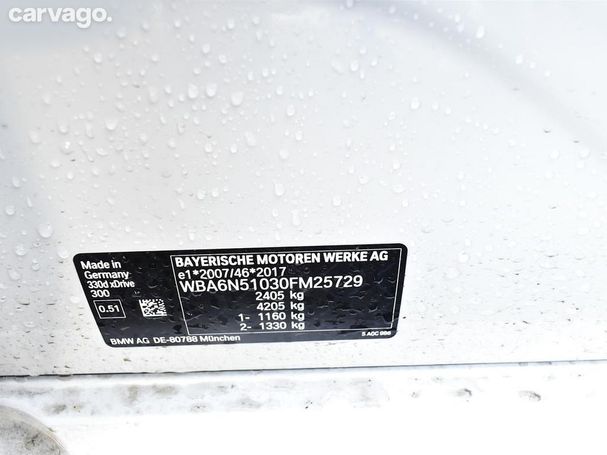 carvago.
Made in
Germany
330d xDrive
300
0.51
BAYERISCHE MOTOREN WERKE AG
e1*2007/46*2017
WBA6N51030FM25729
2405 kg
4205 kg
1- 1160 kg
2- 1330 kg
BMW AG DE-80788 München